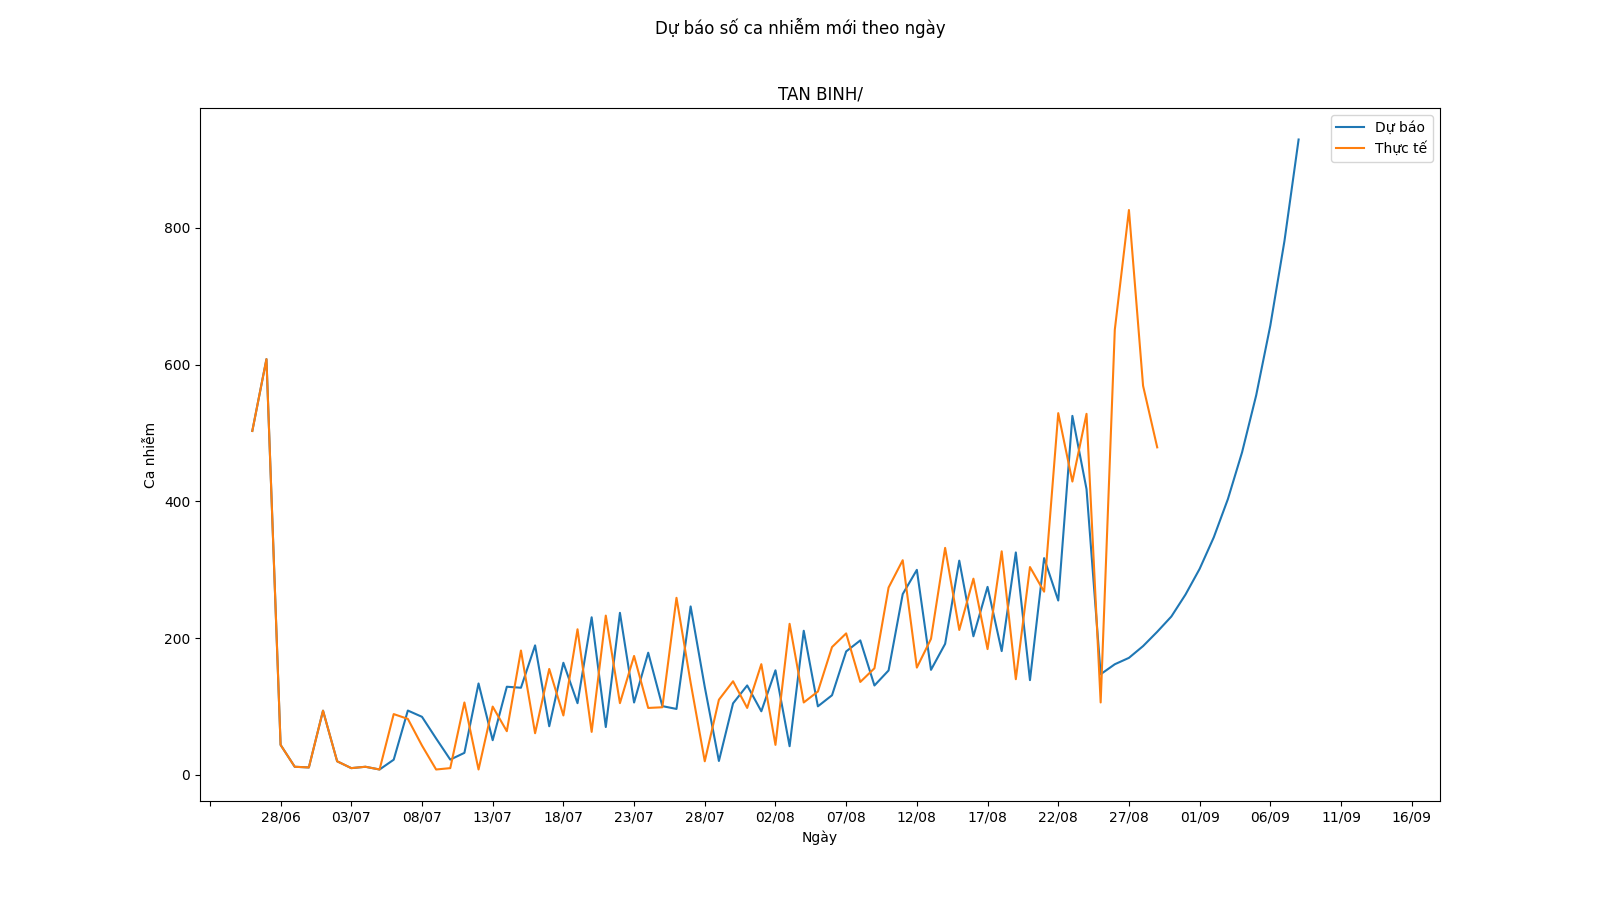 Dự báo số ca nhiễm mới theo ngày
TAN BINH/
Dự báo
Thực tế
800
600
400
200
0
Ca nhiễm
28/06 03/07 08/07 13/07 18/07 23/07 28/07 02/08 07/08 12/08 17/08 22/08 27/08 01/09 06/09 11/09 16/09
Ngày